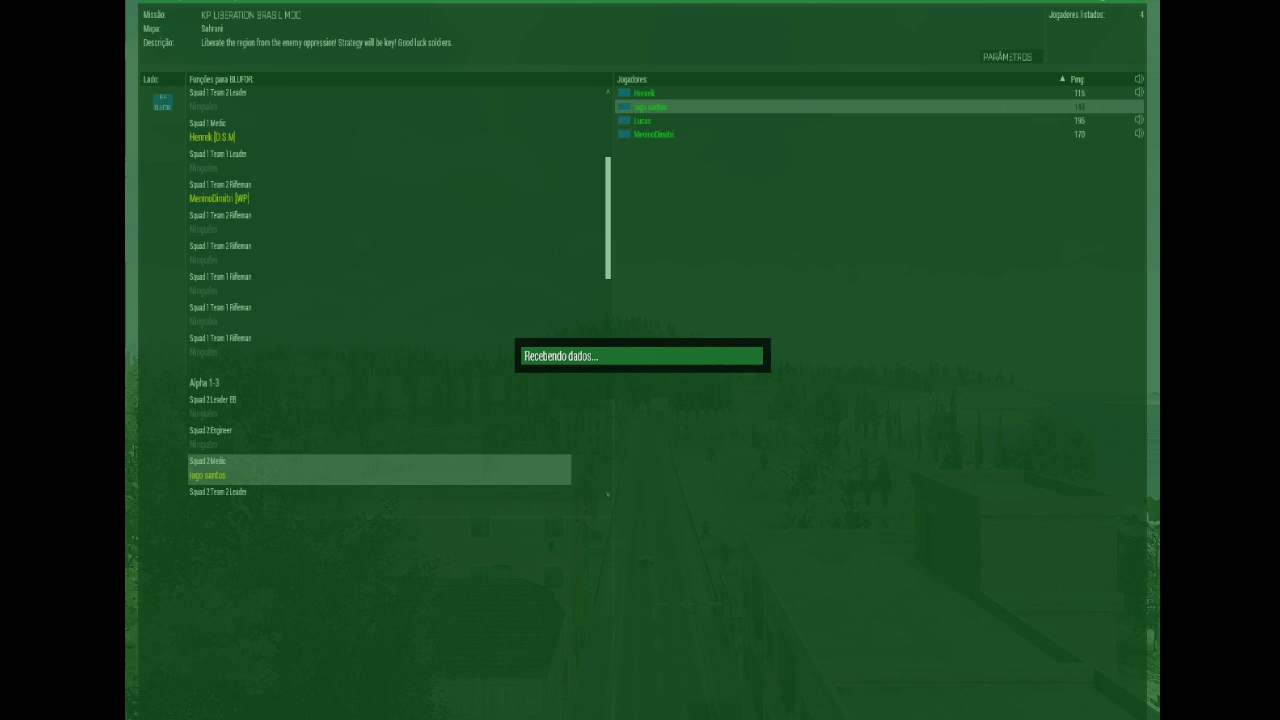 Missão: KP LIBERATION BRASIL MOD Jogadores listados: 4
Mapa: Sahrani
Descrição: Liberate the region from the enemy oppression! Strategy will be key! Good luck soldiers.
PARÂMETROS
Lado: Funções para BLUFOR: Jogadores: Ping:
BLUFOR
Squad 1 Team 2 Leader
Ninguém
Squad 1 Medic
Henrek [D.S.M]
Squad 1 Team 1 Leader
Ninguém
Squad 1 Team 2 Rifleman
MeninoDimitri [WP]
Squad 1 Team 2 Rifleman
Ninguém
Squad 1 Team 2 Rifleman
Ninguém
Squad 1 Team 1 Rifleman
Ninguém
Squad 1 Team 1 Rifleman
Ninguém
Squad 1 Team 1 Rifleman
Ninguém
Alpha 1-3
Squad 2 Leader EB
Ninguém
Squad 2 Engineer
Ninguém
Squad 2 Medic
iago santos
Squad 2 Team 2 Leader
Henrek 115
iago santos 148
Lucas 196
MeninoDimitri 170
Recebendo dados...